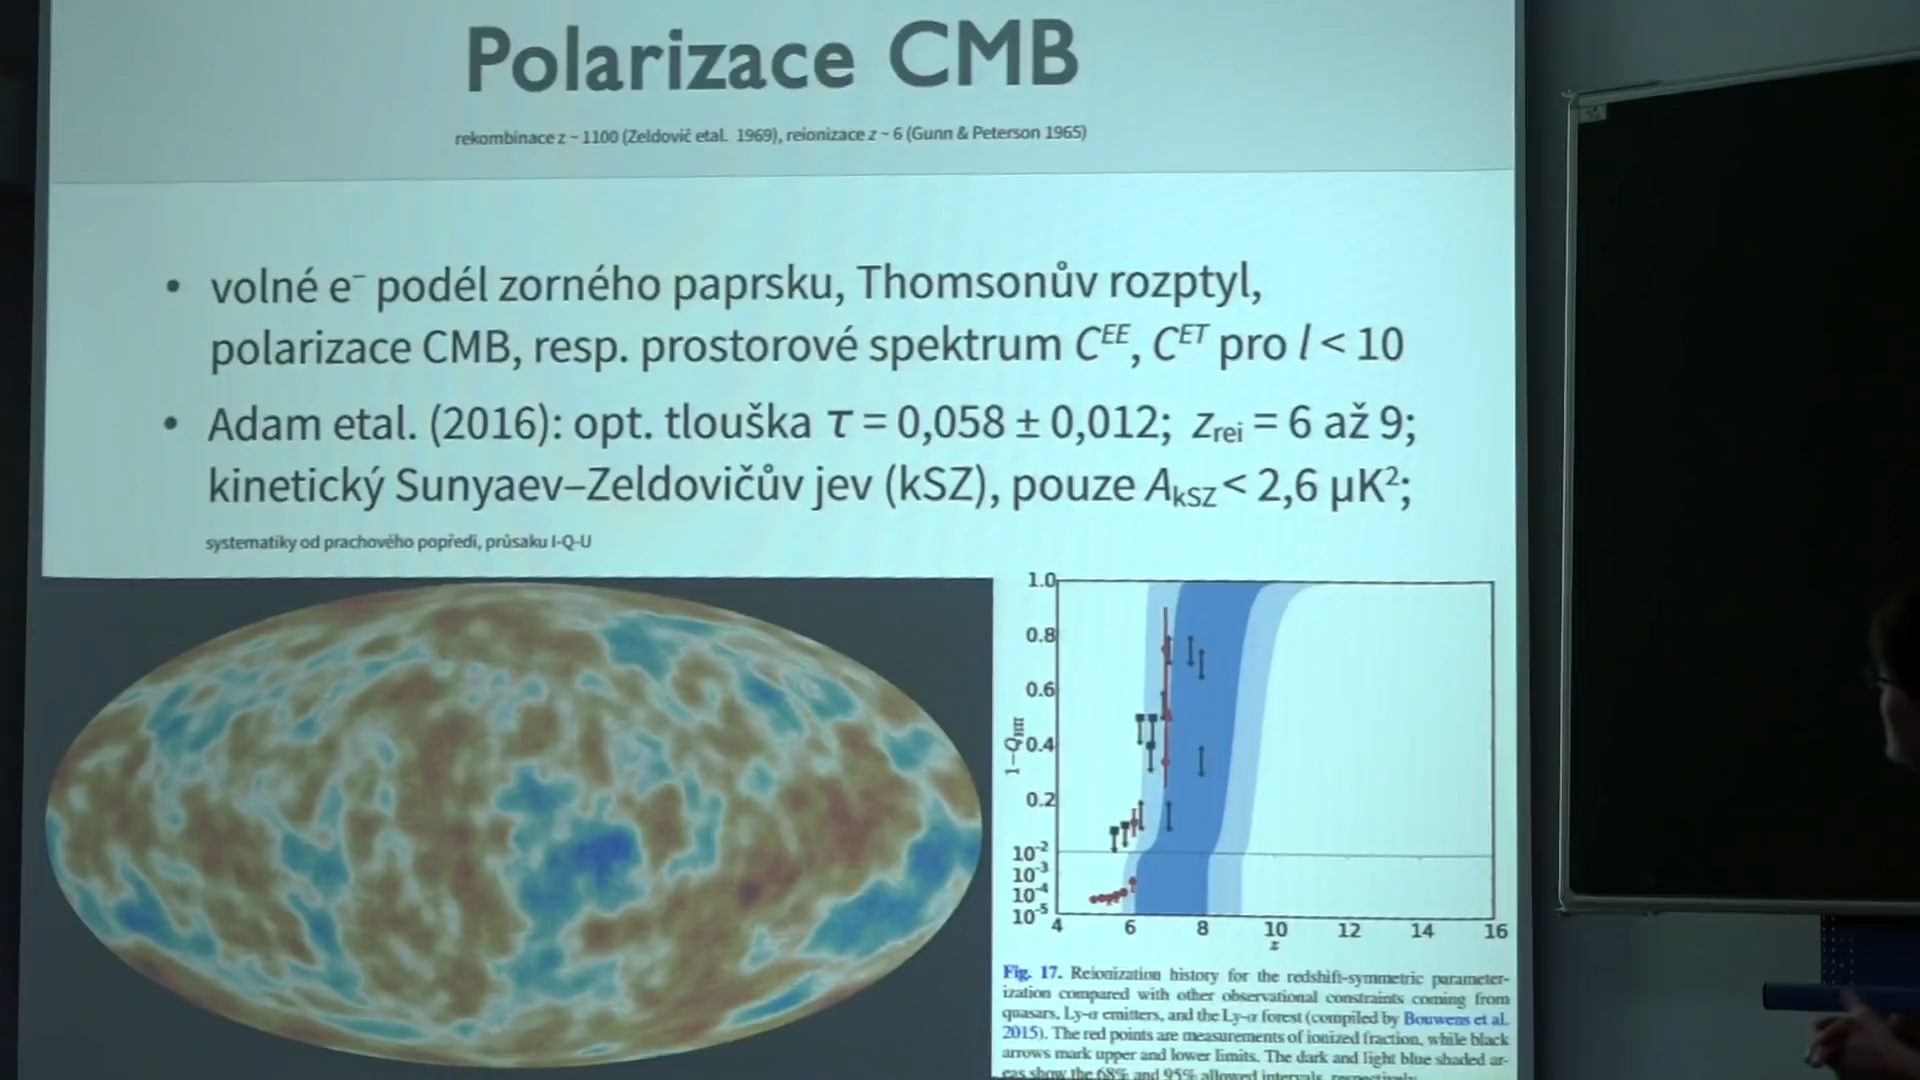 Polarizace CMB
rekombinace z ~ 1100 (Zeldovič etal. 1969), reionizace z ~ 6 (Gunn & Peterson 1965)
• volné e⁻ podél zorného paprsku, Thomsonův rozptyl,
polarizace CMB, resp. prostorové spektrum Cᴱᴱ, Cᴱᵀ pro l < 10
• Adam etal. (2016): opt. tlouška τ = 0,058 ± 0,012; zrei = 6 až 9;
kinetický Sunyaev–Zeldovičův jev (kSZ), pouze AkSZ < 2,6 µK²;
systematiky od prachového popředí, průsaku I-Q-U
1.0
0.8
0.6
0.4
0.2
10⁻²
10⁻³
10⁻⁴
10⁻⁵
1−QHII
4 6 8 10 12 14 16
z
Fig. 17. Reionization history for the redshift-symmetric parameter-
ization compared with other observational constraints coming from
quasars, Ly-α emitters, and the Ly-α forest (compiled by Bouwens et al.
2015). The red points are measurements of ionized fraction, while black
arrows mark upper and lower limits. The dark and light blue shaded ar-
eas show the 68% and 95% allowed intervals, respectively.